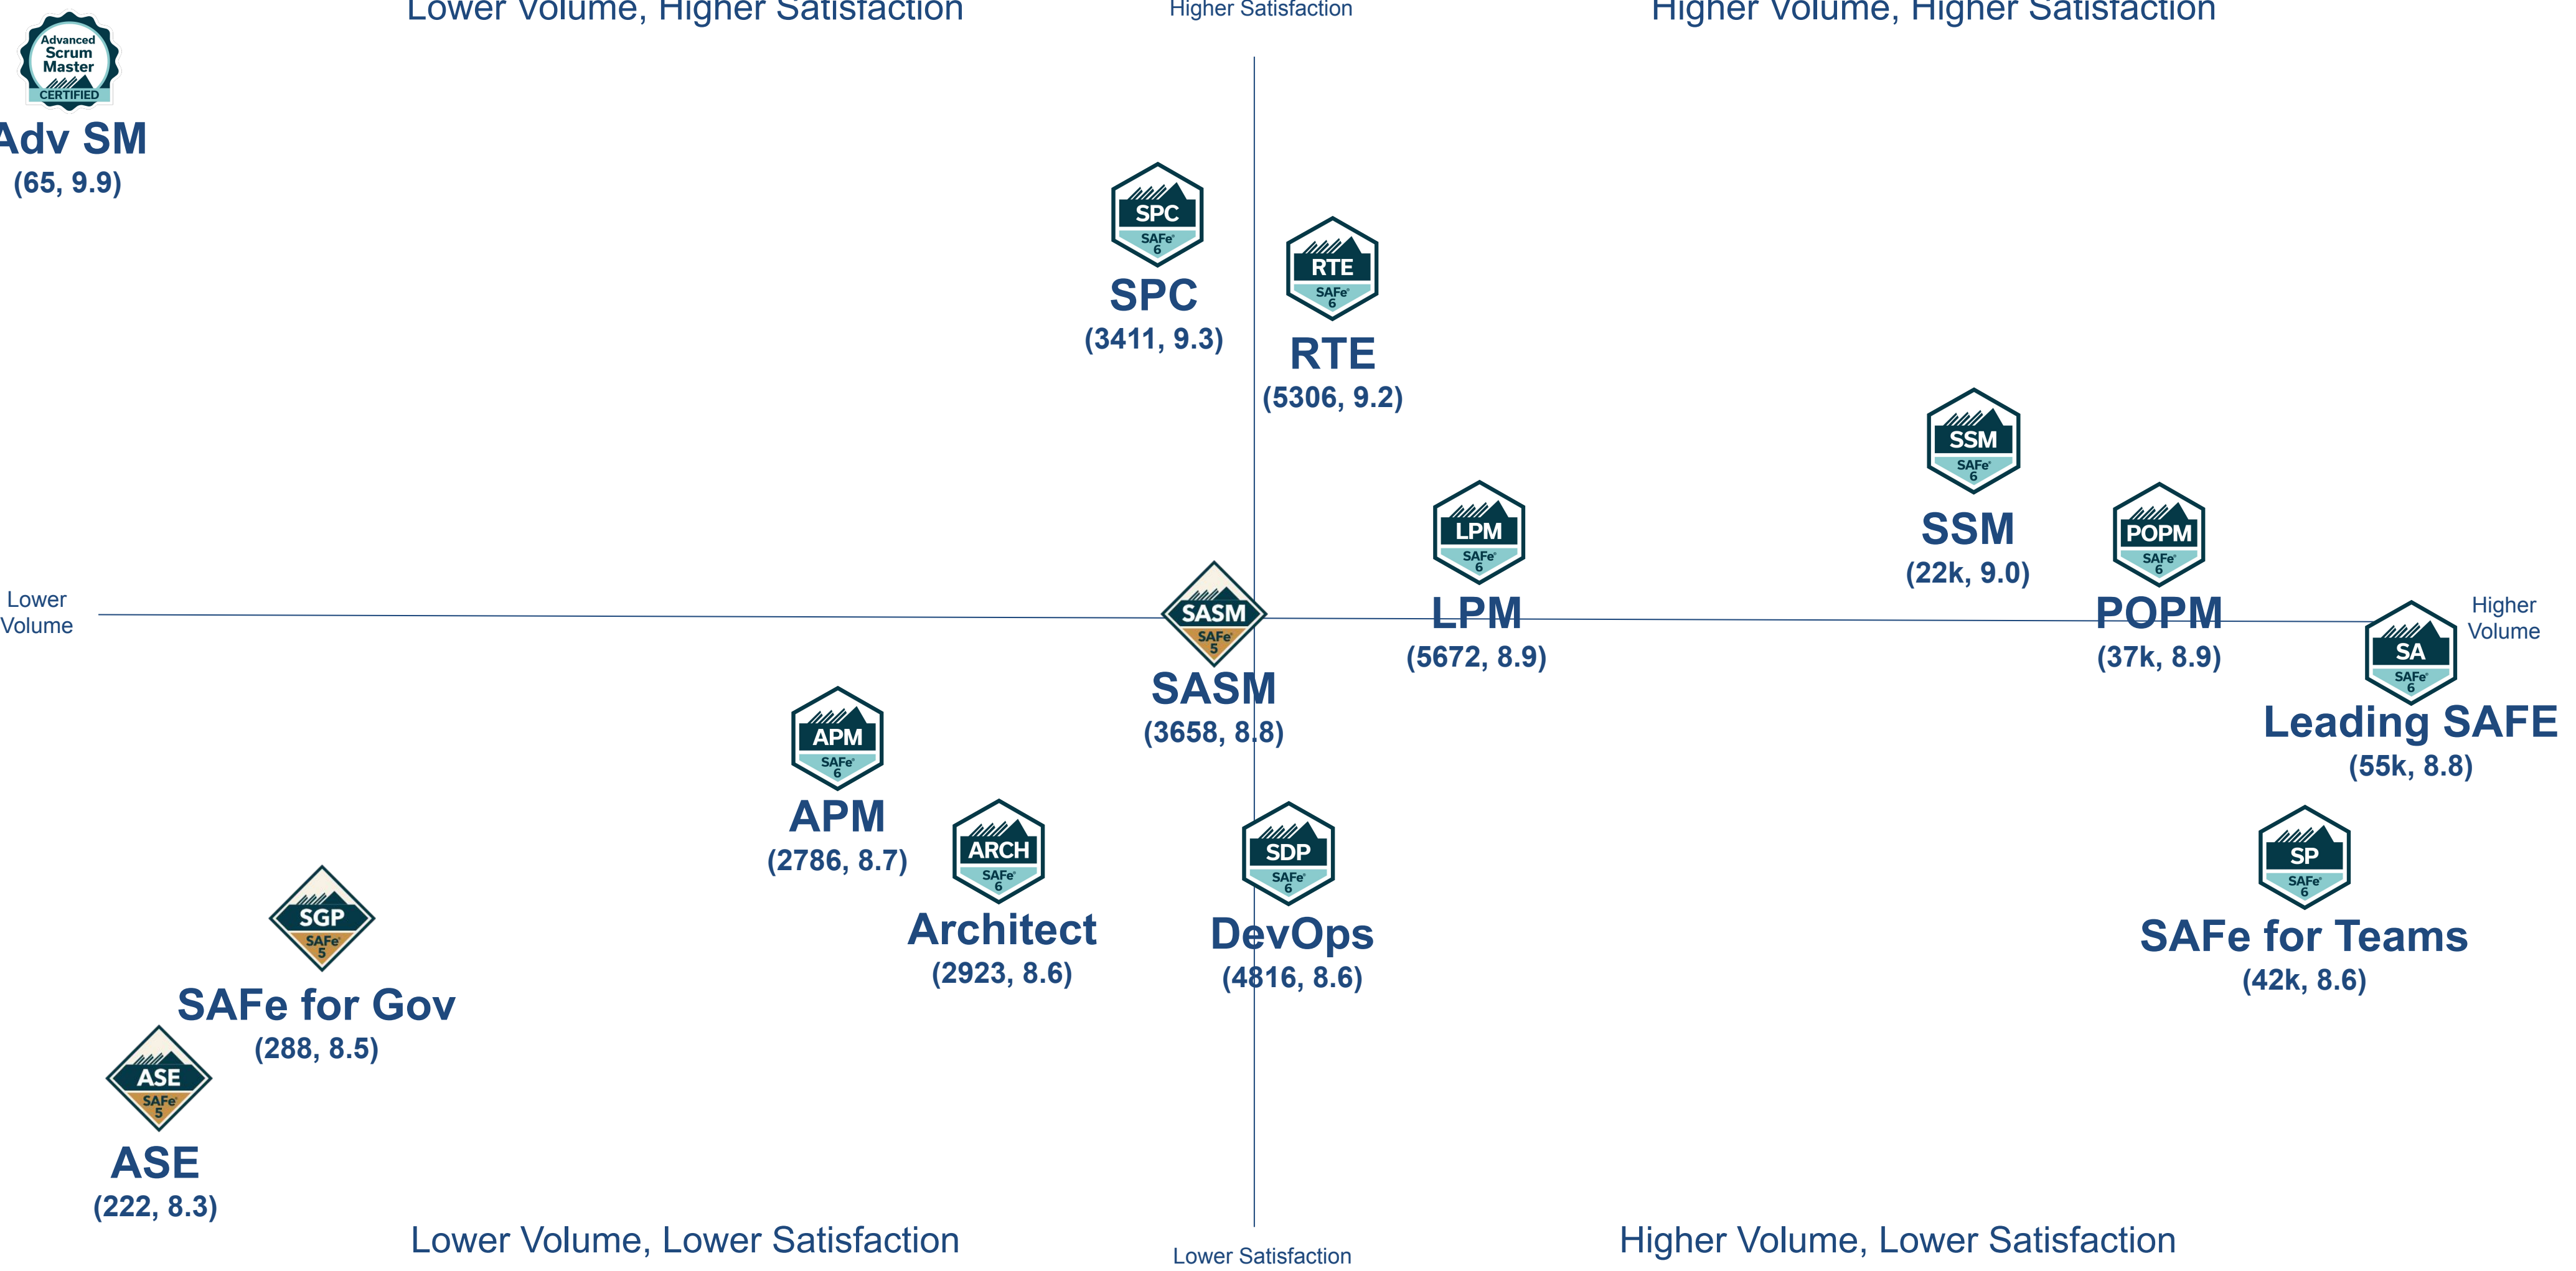 Lower Volume, Higher Satisfaction
Higher Satisfaction
Higher Volume, Higher Satisfaction
Advanced
Scrum
Master
CERTIFIED
Adv SM
(65, 9.9)
SPC
SAFe®
6
SPC
(3411, 9.3)
RTE
SAFe®
6
RTE
(5306, 9.2)
SSM
SAFe®
6
SSM
(22k, 9.0)
LPM
SAFe®
6
LPM
(5672, 8.9)
POPM
SAFe®
6
POPM
(37k, 8.9)
Lower
Volume
Higher
Volume
SASM
SAFe®
5
SASM
(3658, 8.8)
SA
SAFe®
6
Leading SAFE
(55k, 8.8)
APM
SAFe®
6
APM
(2786, 8.7)
ARCH
SAFe®
6
Architect
(2923, 8.6)
SDP
SAFe®
6
DevOps
(4816, 8.6)
SP
SAFe®
6
SAFe for Teams
(42k, 8.6)
SGP
SAFe®
5
SAFe for Gov
(288, 8.5)
ASE
SAFe®
5
ASE
(222, 8.3)
Lower Volume, Lower Satisfaction
Lower Satisfaction
Higher Volume, Lower Satisfaction